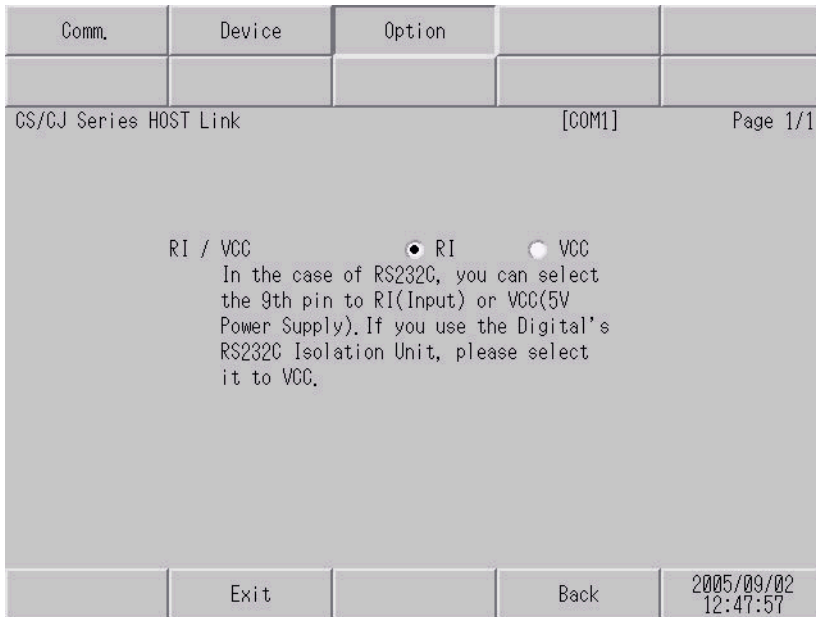 Comm. Device Option
CS/CJ Series HOST Link [COM1] Page 1/1
RI / VCC RI VCC
In the case of RS232C, you can select
the 9th pin to RI(Input) or VCC(5V
Power Supply).If you use the Digital's
RS232C Isolation Unit, please select
it to VCC.
Exit Back 2005/09/02
12:47:57